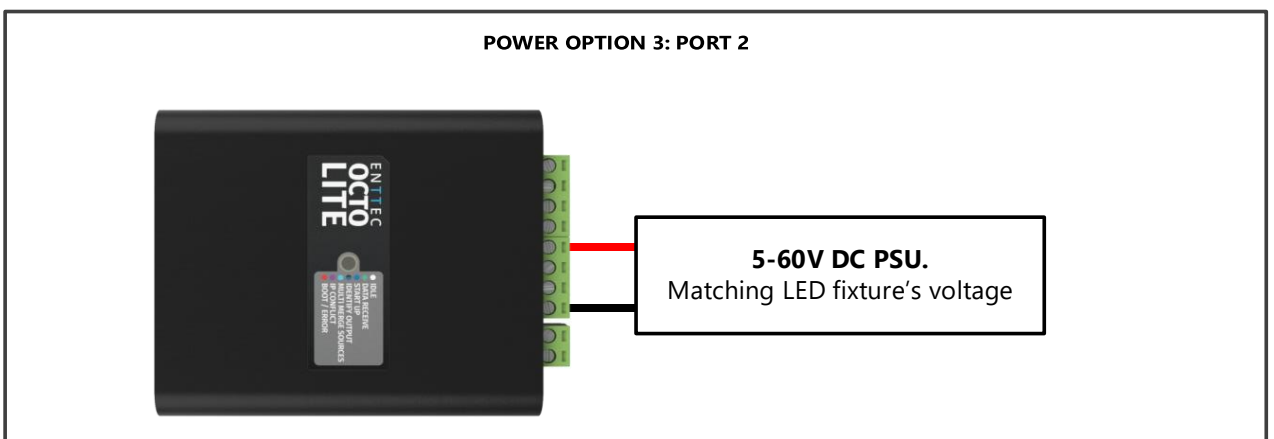 POWER OPTION 3: PORT 2
ENTTEC
OCTO
LITE
IDLE
DATA RECEIVE
START UP
IDENTIFY OUTPUT
MULTI MERGE SOURCES
IP CONFLICT
BOOT / ERROR
5-60V DC PSU.
Matching LED fixture’s voltage